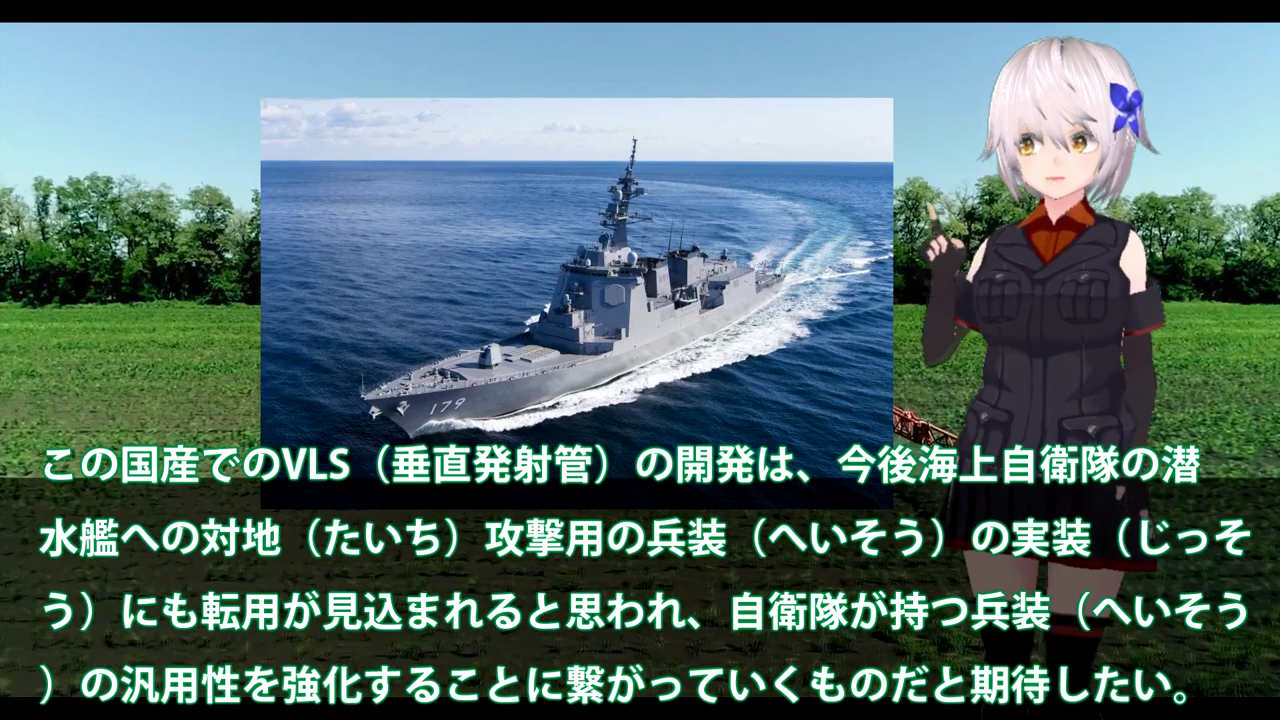 179
この国産でのVLS（垂直発射管）の開発は、今後海上自衛隊の潜
水艦への対地（たいち）攻撃用の兵装（へいそう）の実装（じっそ
う）にも転用が見込まれると思われ、自衛隊が持つ兵装（へいそう
）の汎用性を強化することに繋がっていくものだと期待したい。